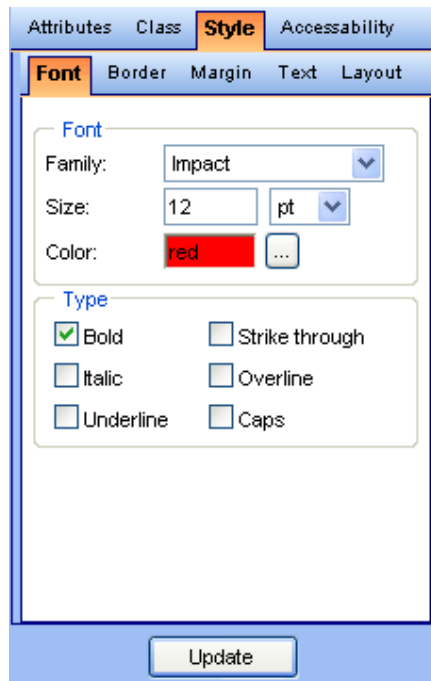 Attributes Class Style Accessability
Font Border Margin Text Layout
Font
Family: Impact
Size: 12 pt
Color: red ...
Type
Bold Strike through
Italic Overline
Underline Caps
Update